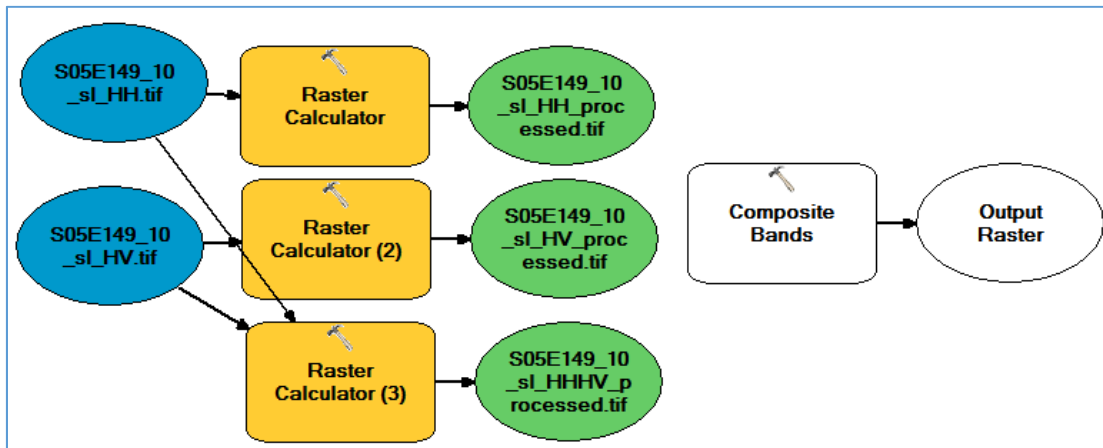 S05E149_10
_sl_HH.tif
Raster
Calculator
S05E149_10
_sl_HH_proc
essed.tif
S05E149_10
_sl_HV.tif
Raster
Calculator (2)
S05E149_10
_sl_HV_proc
essed.tif
Raster
Calculator (3)
S05E149_10
_sl_HHHV_p
rocessed.tif
Composite
Bands
Output
Raster